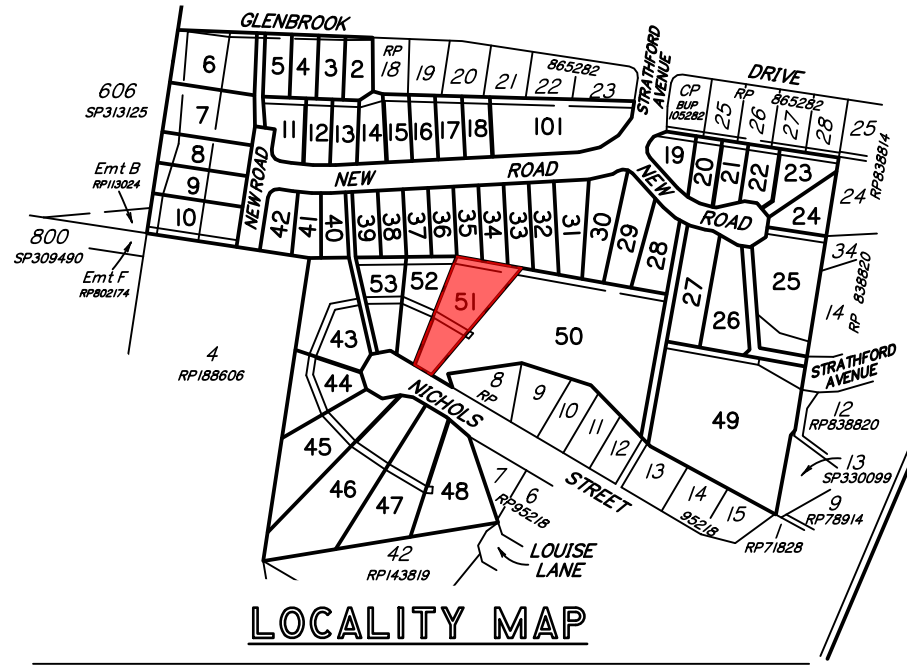 GLENBROOK
STRATHFORD
AVENUE
DRIVE
606
SP313125
6
5
4
3
2
RP
18
19
20
21
22
23
865282
CP
BUP
105282
RP
865282
25
26
27
28
25
RP838814
24
7
11
12
13
14
15
16
17
18
101
19
20
21
22
23
24
8
9
10
Emt B
RP113024
NEW ROAD
NEW ROAD
NEW ROAD
800
SP309490
Emt F
RP802174
42
41
40
39
38
37
36
35
34
33
32
31
30
29
28
27
26
25
34
RP 838820
14
53
52
51
50
43
44
4
RP188606
STRATHFORD
AVENUE
NICHOLS
STREET
8
RP
9
10
11
12
13
14
15
95218
49
12
RP838820
13
SP330099
9
RP78914
1
RP71828
45
46
47
48
7
6
RP95218
42
RP143819
LOUISE
LANE
LOCALITY MAP